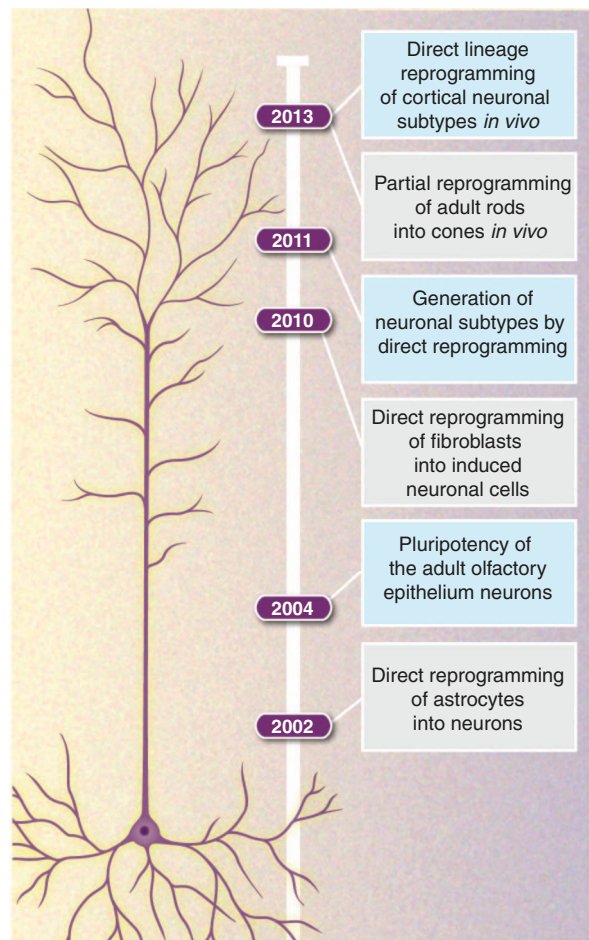 2013
Direct lineage
reprogramming
of cortical neuronal
subtypes in vivo
Partial reprogramming
of adult rods
into cones in vivo
2011
Generation of
neuronal subtypes by
direct reprogramming
2010
Direct reprogramming
of fibroblasts
into induced
neuronal cells
2004
Pluripotency of
the adult olfactory
epithelium neurons
2002
Direct reprogramming
of astrocytes
into neurons